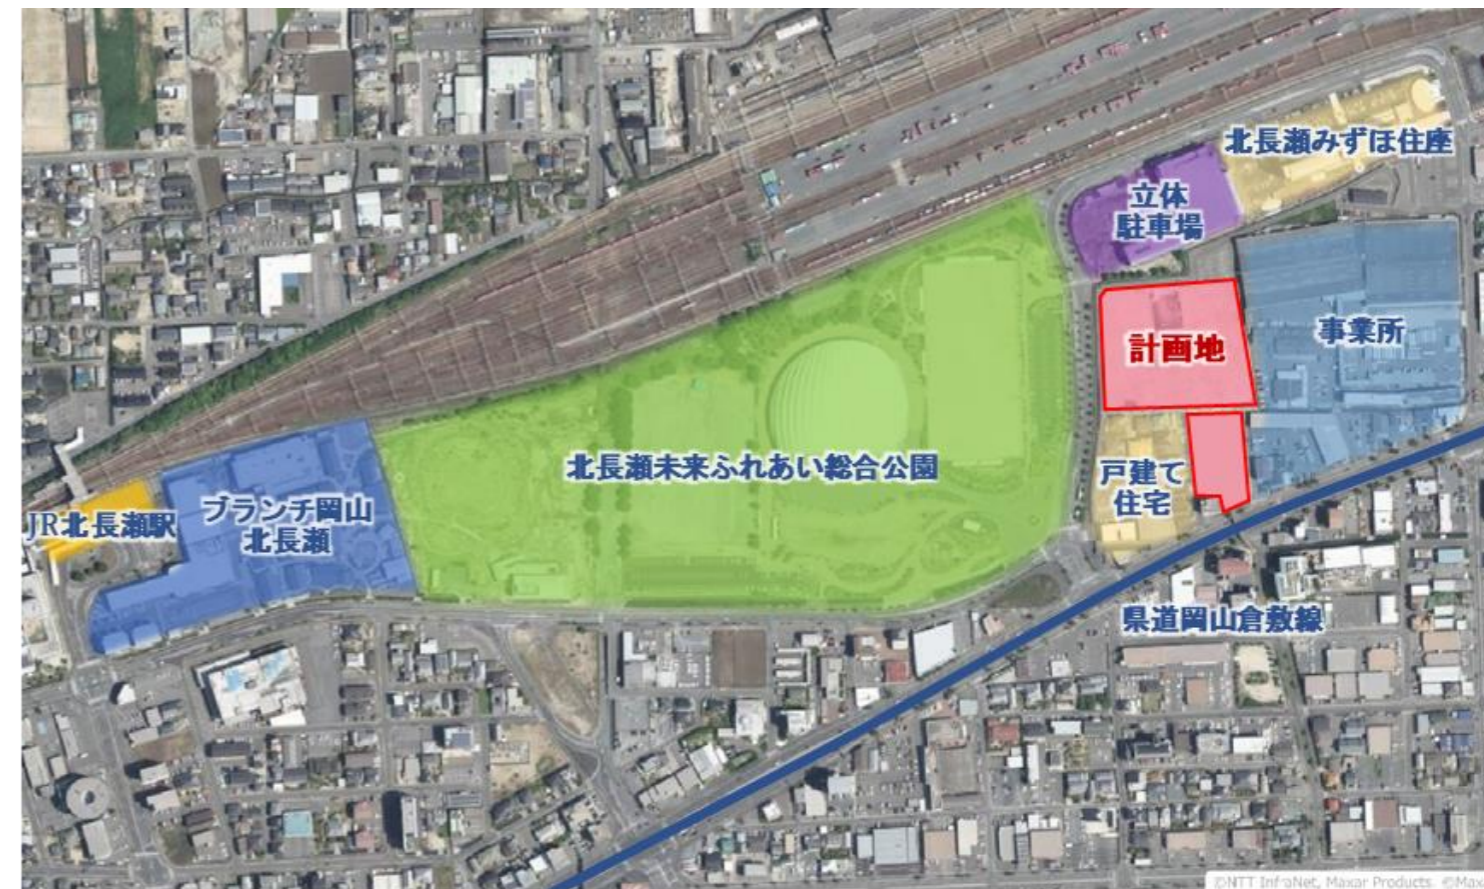 北長瀬みずほ住座
立体
駐車場
事業所
計画地
北長瀬未来ふれあい総合公園
戸建て
住宅
ブランチ岡山
北長瀬
JR北長瀬駅
県道岡山倉敷線
©NTT InfraNet, Maxar Products. ©Max